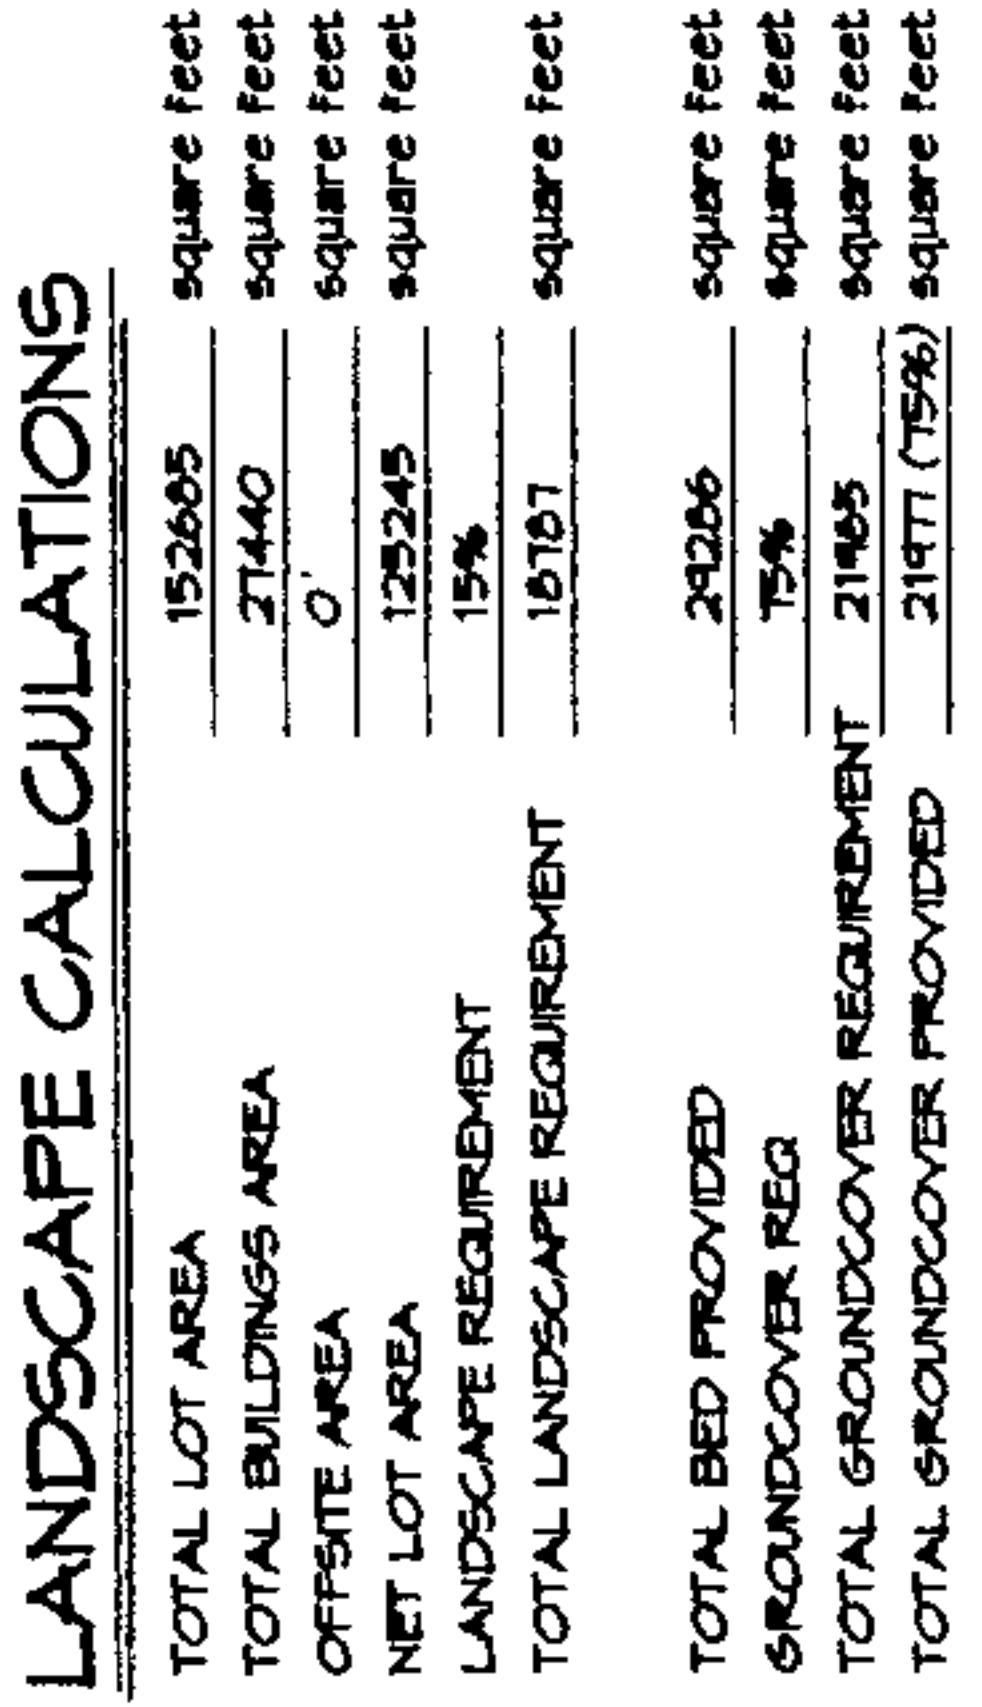 LANDSCAPE CALCULATIONS
TOTAL LOT AREA 152685 square feet
TOTAL BUILDINGS AREA 27440 square feet
OFFSITE AREA 0 square feet
NET LOT AREA 125245 square feet
LANDSCAPE REQUIREMENT 15%
TOTAL LANDSCAPE REQUIREMENT 18787 square feet
TOTAL BED PROVIDED 29286 square feet
GROUNDCOVER REQ 75% square feet
TOTAL GROUNDCOVER REQUIREMENT 21965 square feet
TOTAL GROUNDCOVER PROVIDED 21977 (75%) square feet